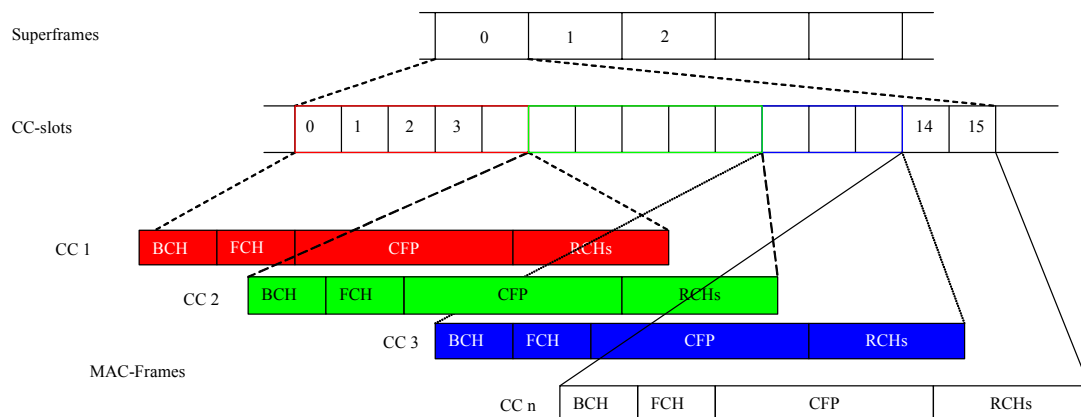 Superframes 0 1 2
CC-slots 0 1 2 3 14 15
CC 1 BCH FCH CFP RCHs
CC 2 BCH FCH CFP RCHs
CC 3 BCH FCH CFP RCHs
MAC-Frames
CC n BCH FCH CFP RCHs